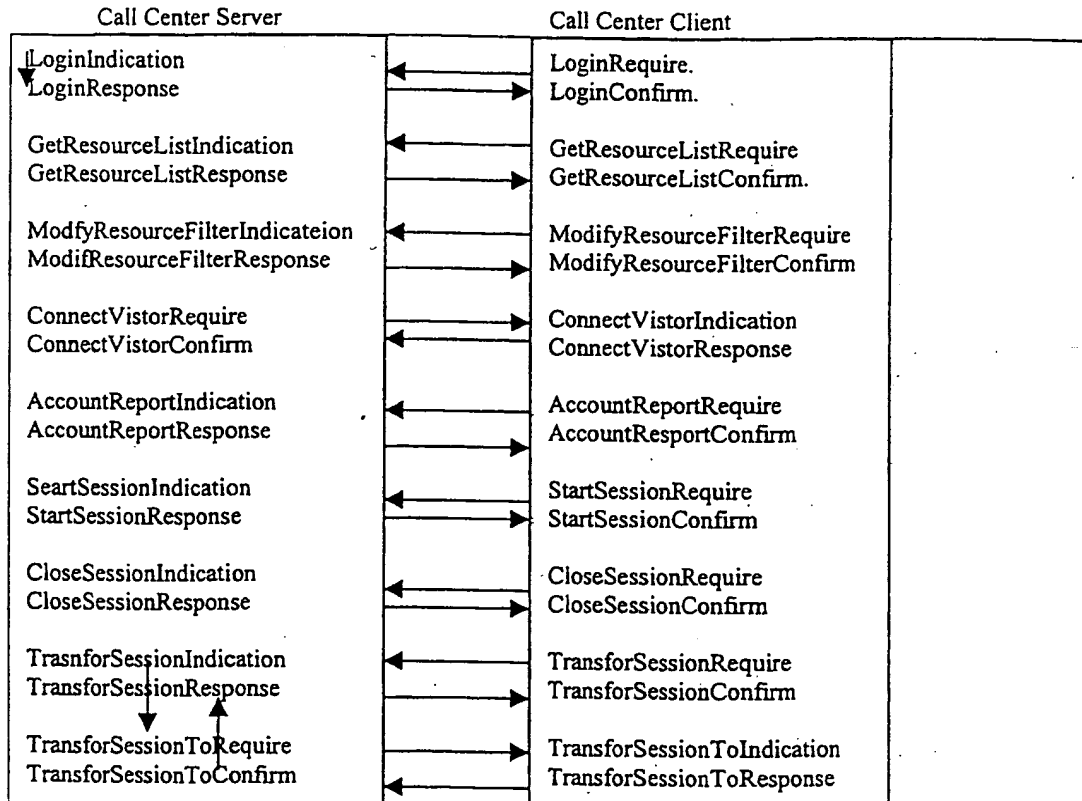 Call Center Server
Call Center Client
LoginIndication
LoginRequire.
LoginResponse
LoginConfirm.
GetResourceListIndication
GetResourceListRequire
GetResourceListResponse
GetResourceListConfirm.
ModfyResourceFilterIndicateion
ModifyResourceFilterRequire
ModifResourceFilterResponse
ModifyResourceFilterConfirm
ConnectVistorRequire
ConnectVistorIndication
ConnectVistorConfirm
ConnectVistorResponse
AccountReportIndication
AccountReportRequire
AccountReportResponse
AccountResportConfirm
SeartSessionIndication
StartSessionRequire
StartSessionResponse
StartSessionConfirm
CloseSessionIndication
CloseSessionRequire
CloseSessionResponse
CloseSessionConfirm
TrasnforSessionIndication
TransforSessionRequire
TransforSessionResponse
TransforSessionConfirm
TransforSessionToRequire
TransforSessionToIndication
TransforSessionToConfirm
TransforSessionToResponse